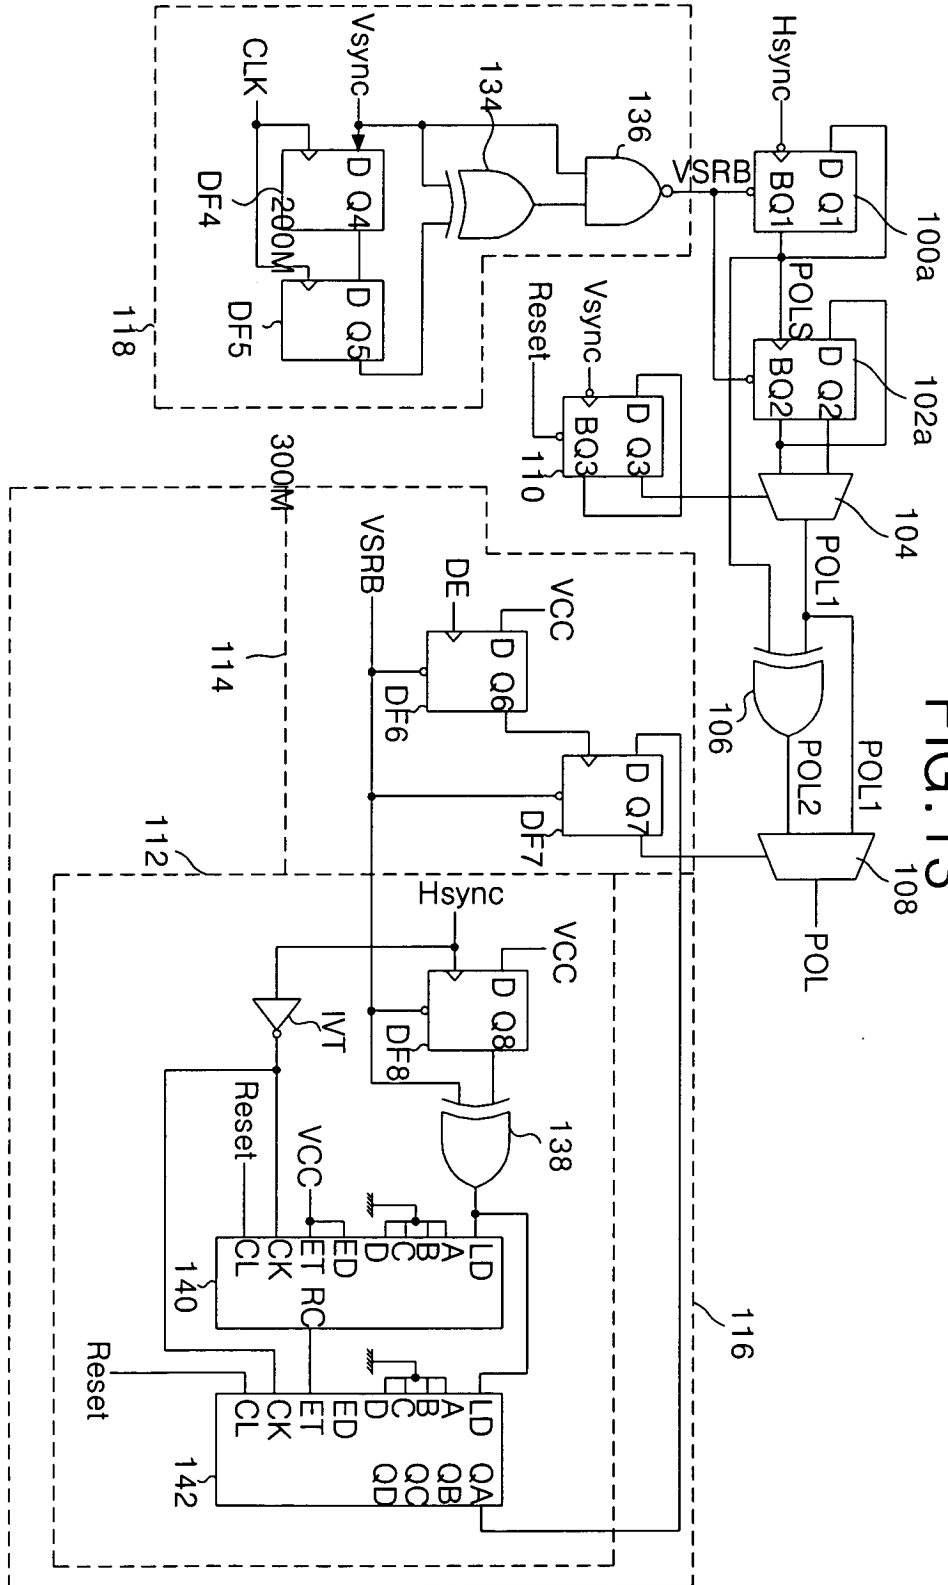 100a
102a
104
108
POL1
D Q1
D Q2
POL1
POL
Hsync
BQ1
POLS
BQ2
POL2
106
VSRB
116
136
D Q3
110
D Q7
DF7
Vsync
BQ3
Reset
VCC
VCC
138
134
D Q6
D Q8
LD
A
B
C
D
ED
ET
CK
CL
RC
140
LD
A
B
C
D
ED
ET
CK
CL
QA
QB
QC
QD
142
DE
DF6
Hsync
DF8
Vsync
D Q4
D Q5
VSRB
IVT
VCC
200M
300M
CLK
DF4
DF5
114
Reset
118
112
Reset